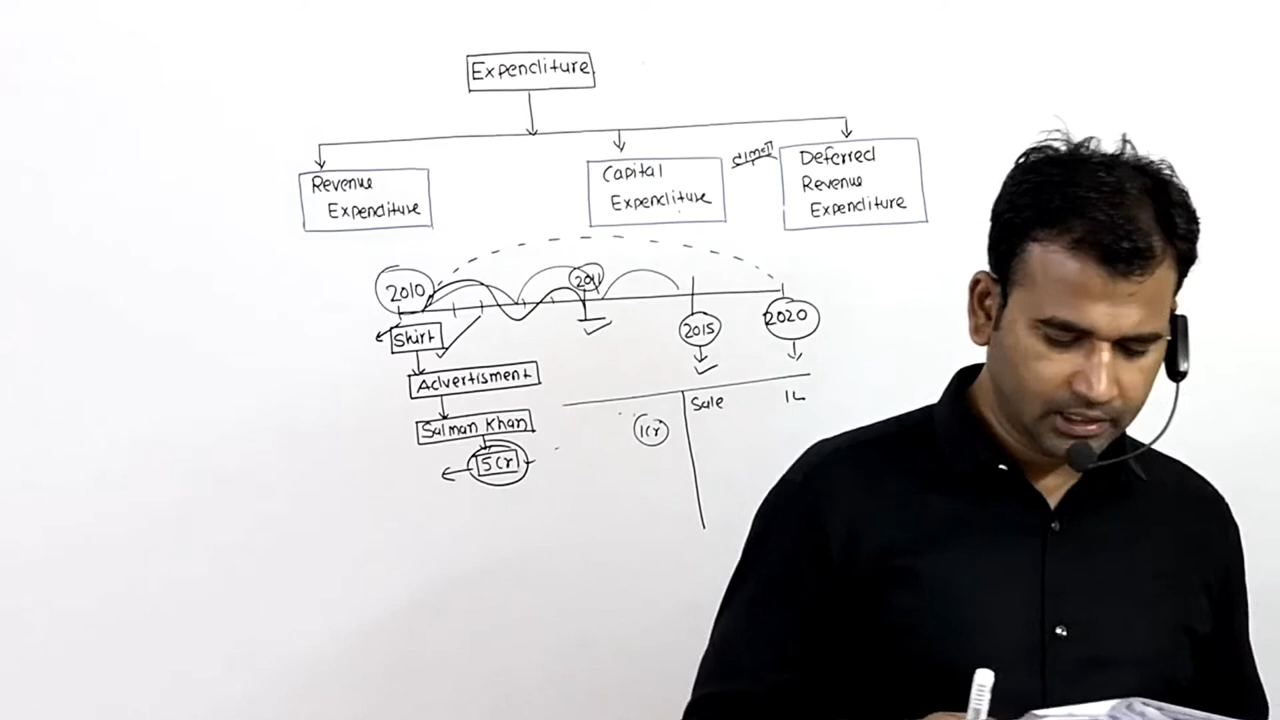 Expenditure
Revenue
Expenditure
Capital
Expenditure
Deferred
Revenue
Expenditure
2010
2011
2015
2020
Shirt
Advertisment
Salman Khan
5Cr
Sale
1L
1Cr